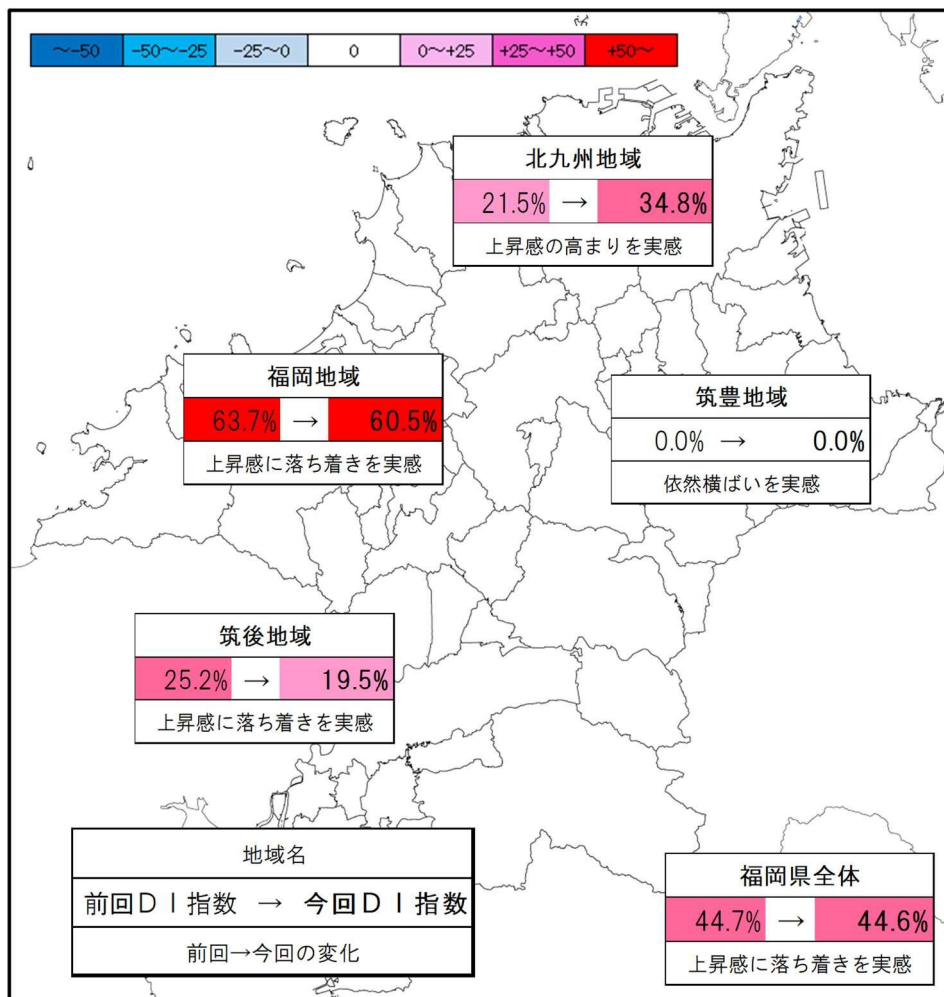 ～-50 -50～-25 -25～0 0 0～+25 +25～+50 +50～
北九州地域
21.5% → 34.8%
上昇感の高まりを実感
福岡地域
63.7% → 60.5%
上昇感に落ち着きを実感
筑豊地域
0.0% → 0.0%
依然横ばいを実感
筑後地域
25.2% → 19.5%
上昇感に落ち着きを実感
地域名
前回ＤＩ指数 → 今回ＤＩ指数
前回→今回の変化
福岡県全体
44.7% → 44.6%
上昇感に落ち着きを実感